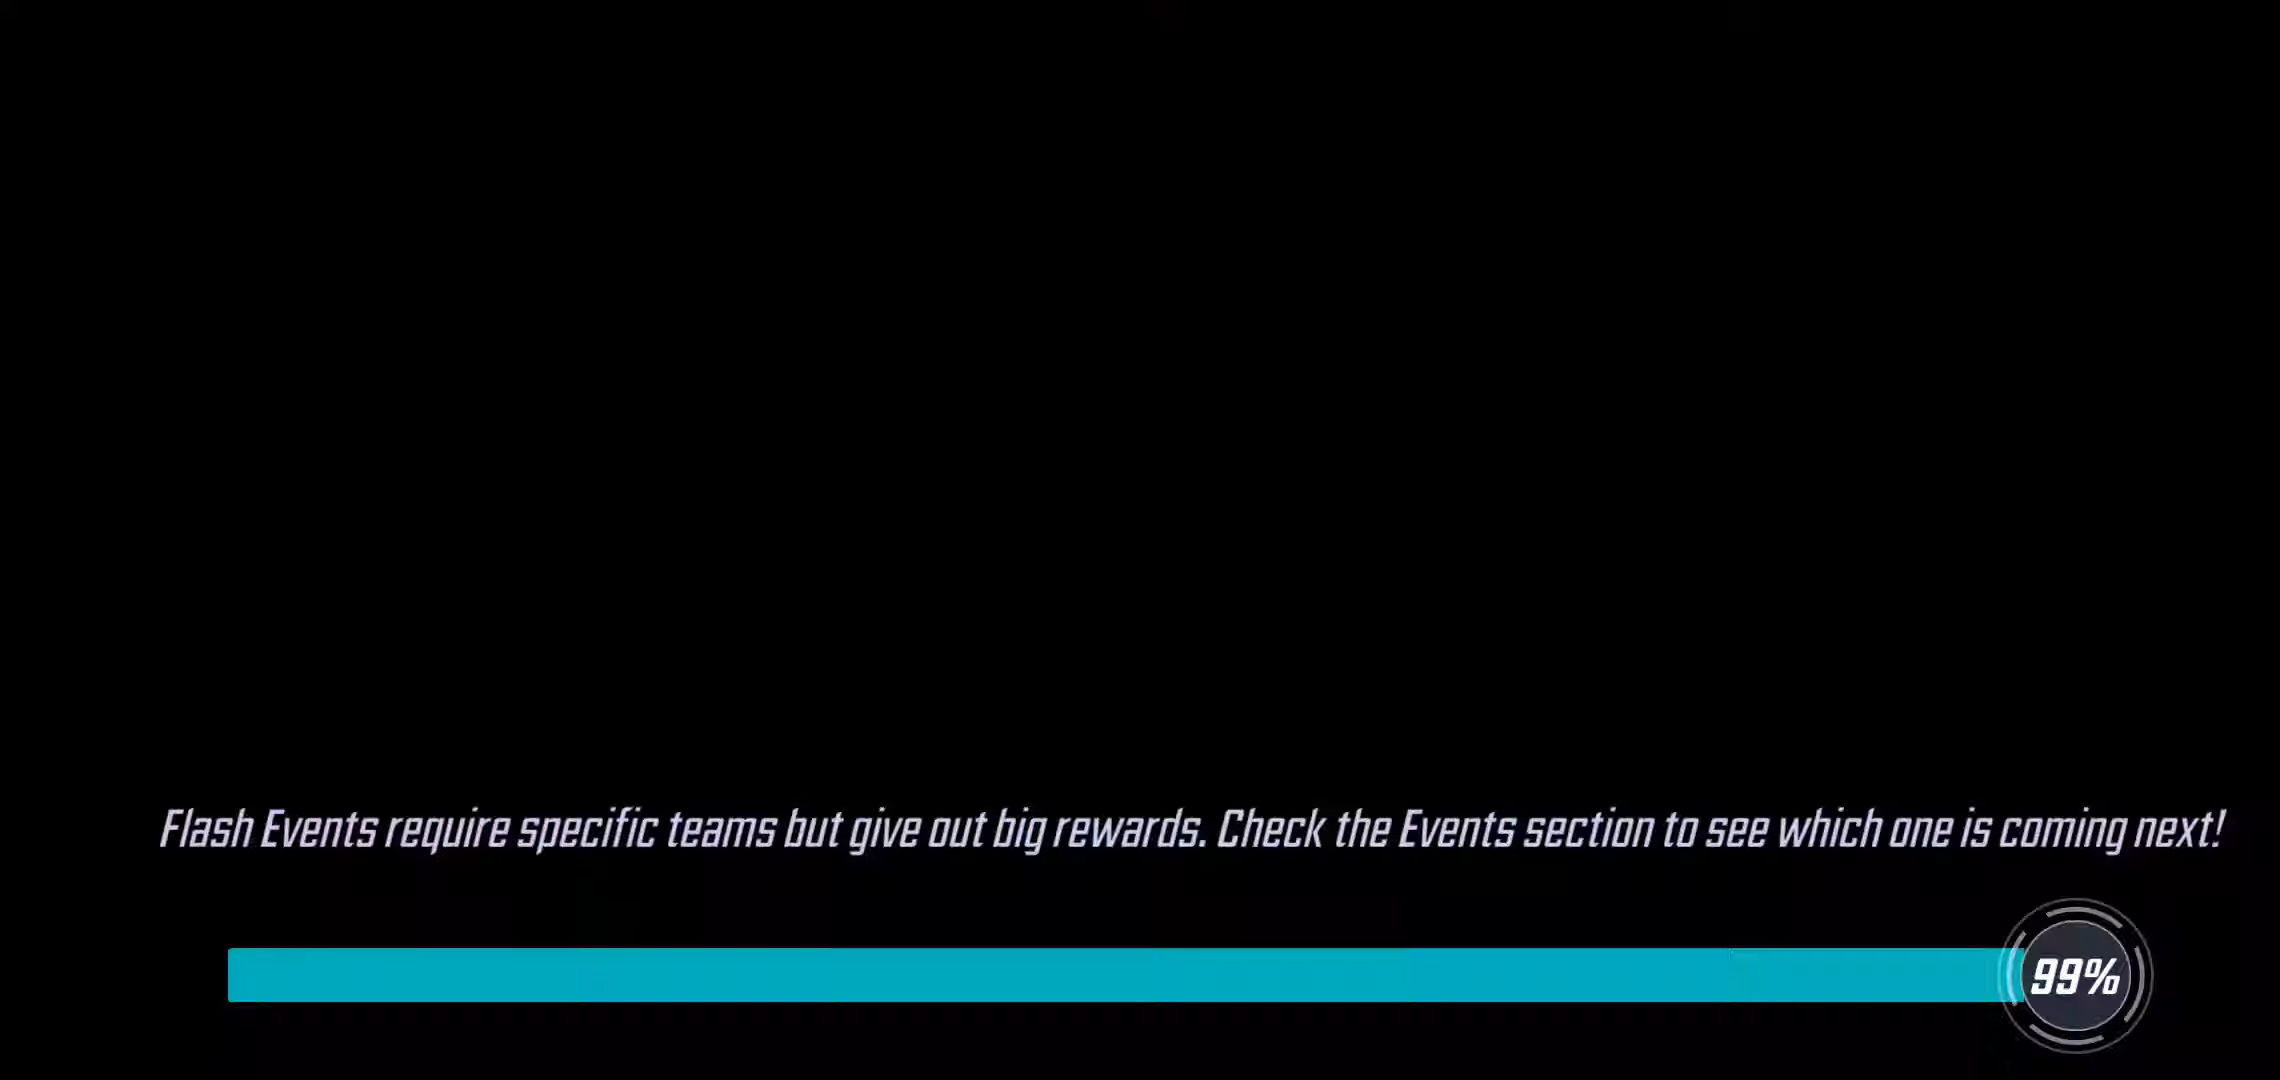 Flash Events require specific teams but give out big rewards. Check the Events section to see which one is coming next!
99%